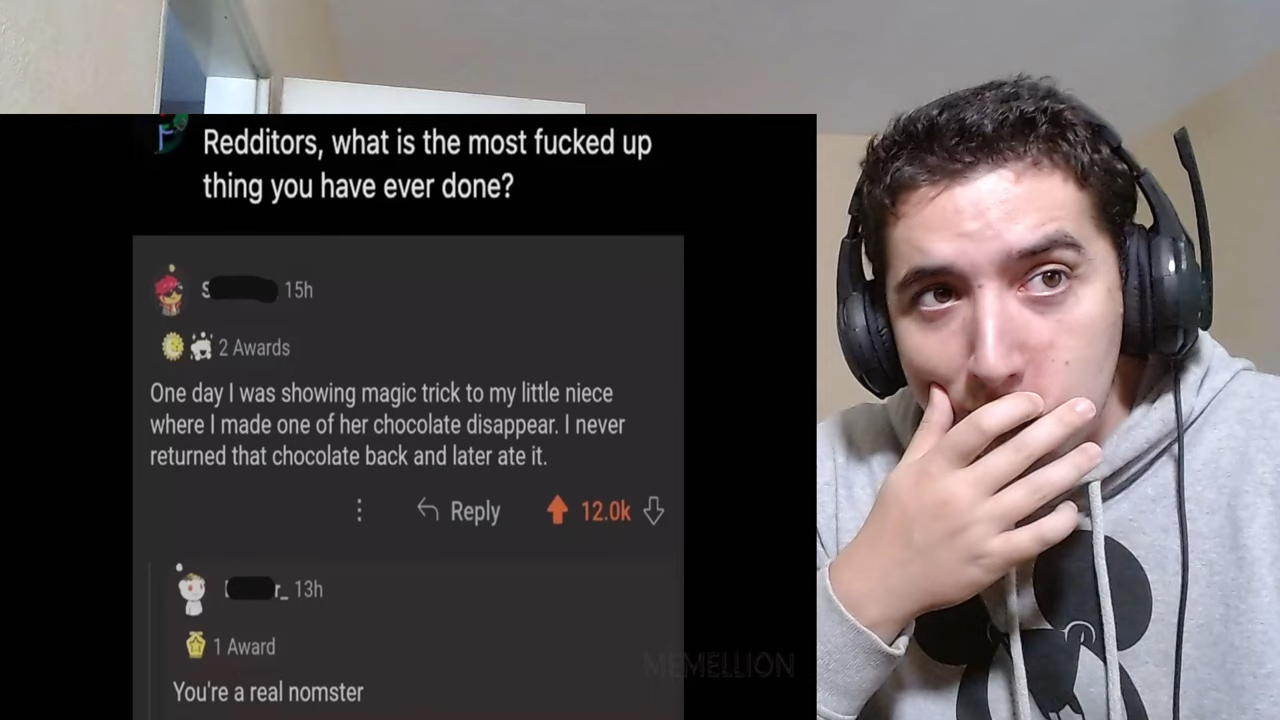 Redditors, what is the most fucked up
thing you have ever done?
S 15h
2 Awards
One day I was showing magic trick to my little niece
where I made one of her chocolate disappear. I never
returned that chocolate back and later ate it.
Reply 12.0k
r_ 13h
1 Award
MEMELLION
You're a real nomster